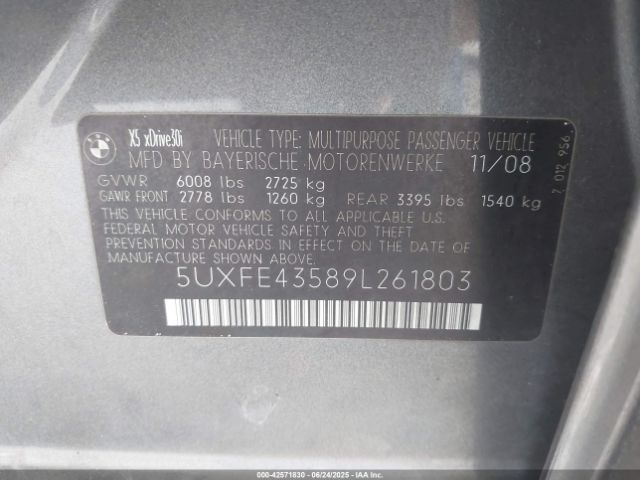 BMW
X5 xDrive30i VEHICLE TYPE: MULTIPURPOSE PASSENGER VEHICLE
MFD BY BAYERISCHE MOTORENWERKE 11/08
GVWR 6008 lbs 2725 kg
GAWR FRONT 2778 lbs 1260 kg REAR 3395 lbs 1540 kg
THIS VEHICLE CONFORMS TO ALL APPLICABLE U.S.
FEDERAL MOTOR VEHICLE SAFETY AND THEFT
PREVENTION STANDARDS IN EFFECT ON THE DATE
OF MANUFACTURE SHOWN ABOVE.
5UXFE43589L261803
7 012 956
000-42571830 - 06/24/2025 - IAA Inc.